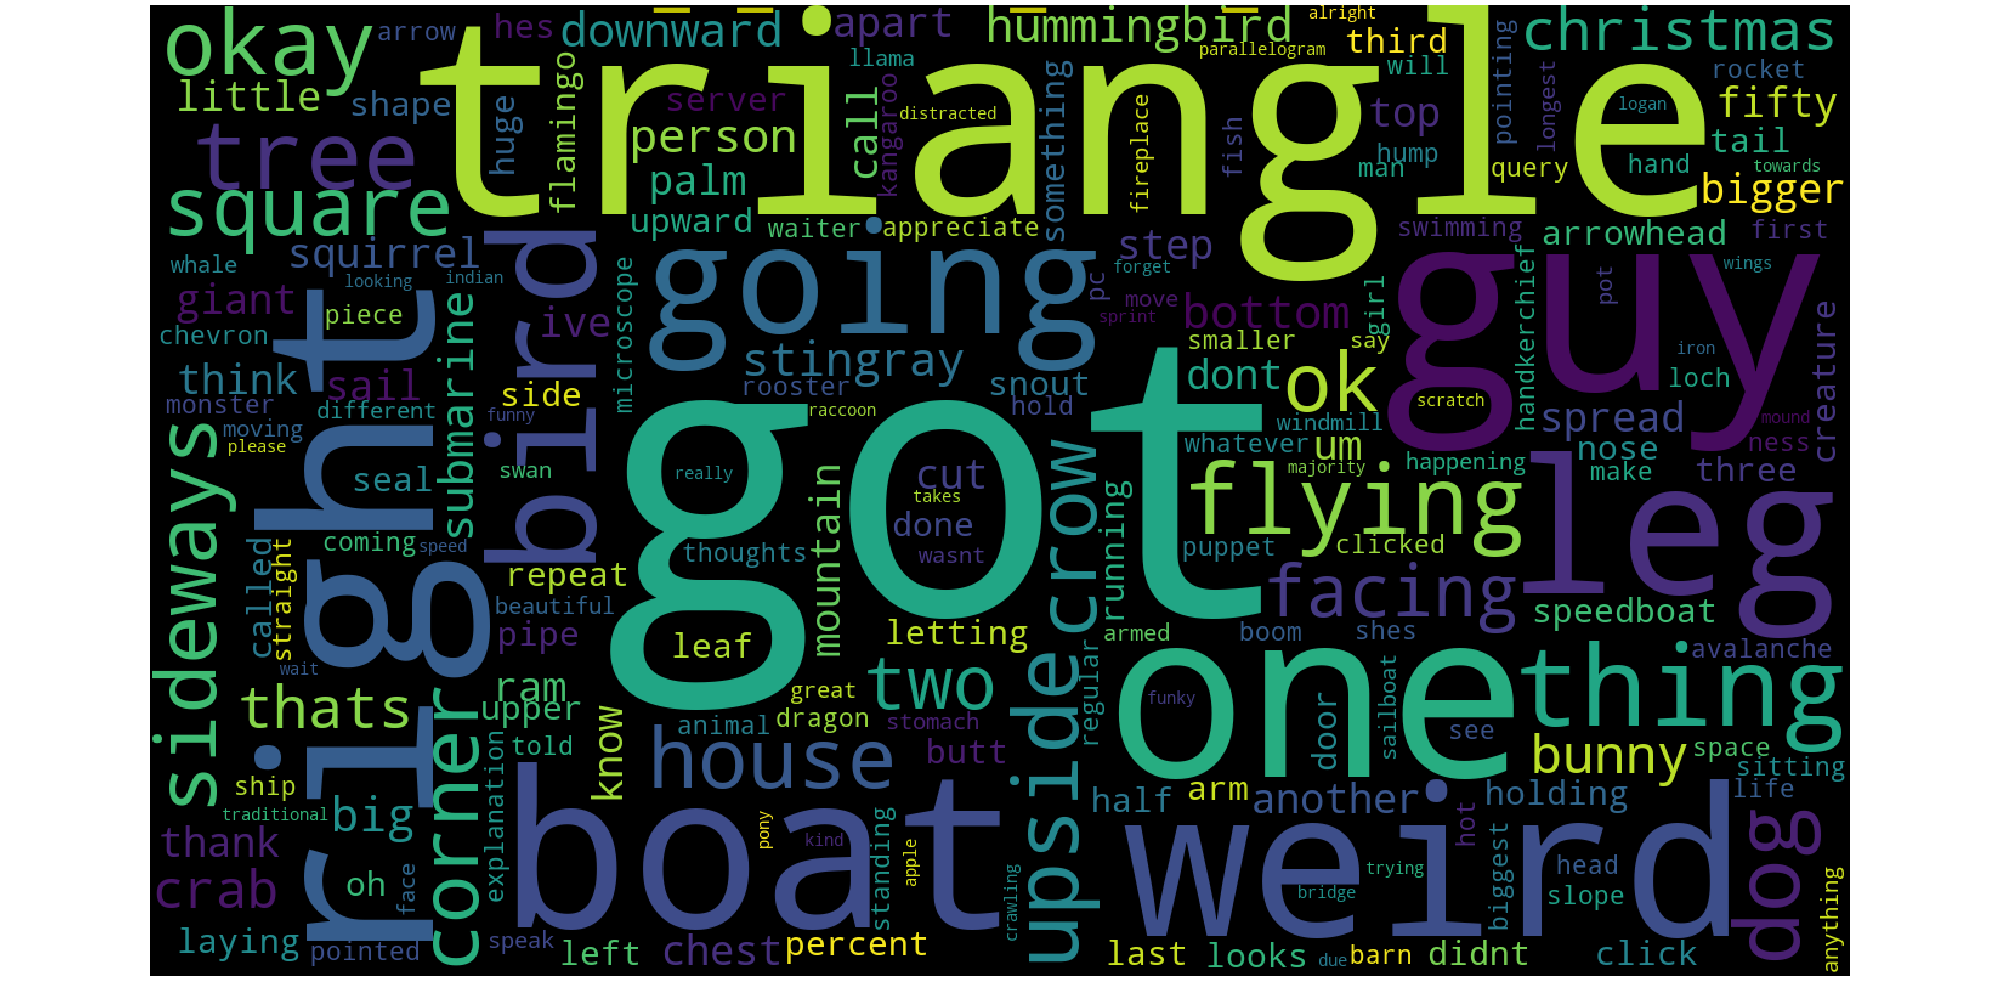 okay
arrow
hes
downward
apart
hummingbird
alright
third
christmas
little
shape
triangle
llama
parallelogram
will
rocket
fifty
tree
huge
flamingo
server
person
call
kangaroo
distracted
something
fireplace
fish
top
hump
man
pointing
longest
logan
query
hand
tail
towards
bigger
square
palm
upward
waiter
appreciate
step
swimming
arrowhead
first
whale
squirrel
looking
indian
bird
going
forget
guy
wings
giant
piece
submarine
ive
microscope
pc
move
sprint
bottom
girl
handkerchief
pot
creature
chevron
right
stingray
smaller
say
iron
think
sail
side
rooster
snout
dont
ok
loch
monster
different
funny
raccoon
hold
scratch
spread
mound
moving
please
sideways
got
windmill
whatever
um
nose
ness
seal
swan
really
mountain
cut
crow
majority
happening
make
three
takes
flying
leg
called
straight
coming
speed
thoughts
done
wasnt
running
puppet
clicked
repeat
beautiful
facing
speedboat
pipe
leaf
letting
armed
boom
shes
avalanche
wait
corner
ram
two
upside
regular
one
thing
thats
upper
know
great
dragon
stomach
funky
sailboat
told
animal
house
butt
door
see
bunny
space
sitting
ship
traditional
big
explanation
boat
half
arm
another
holding
life
thank
pony
kind
standing
apple
weird
hot
biggest
head
dog
crab
oh
face
crawling
trying
bridge
slope
anything
laying
pointed
speak
left
chest
percent
last
looks
due
barn
didnt
click